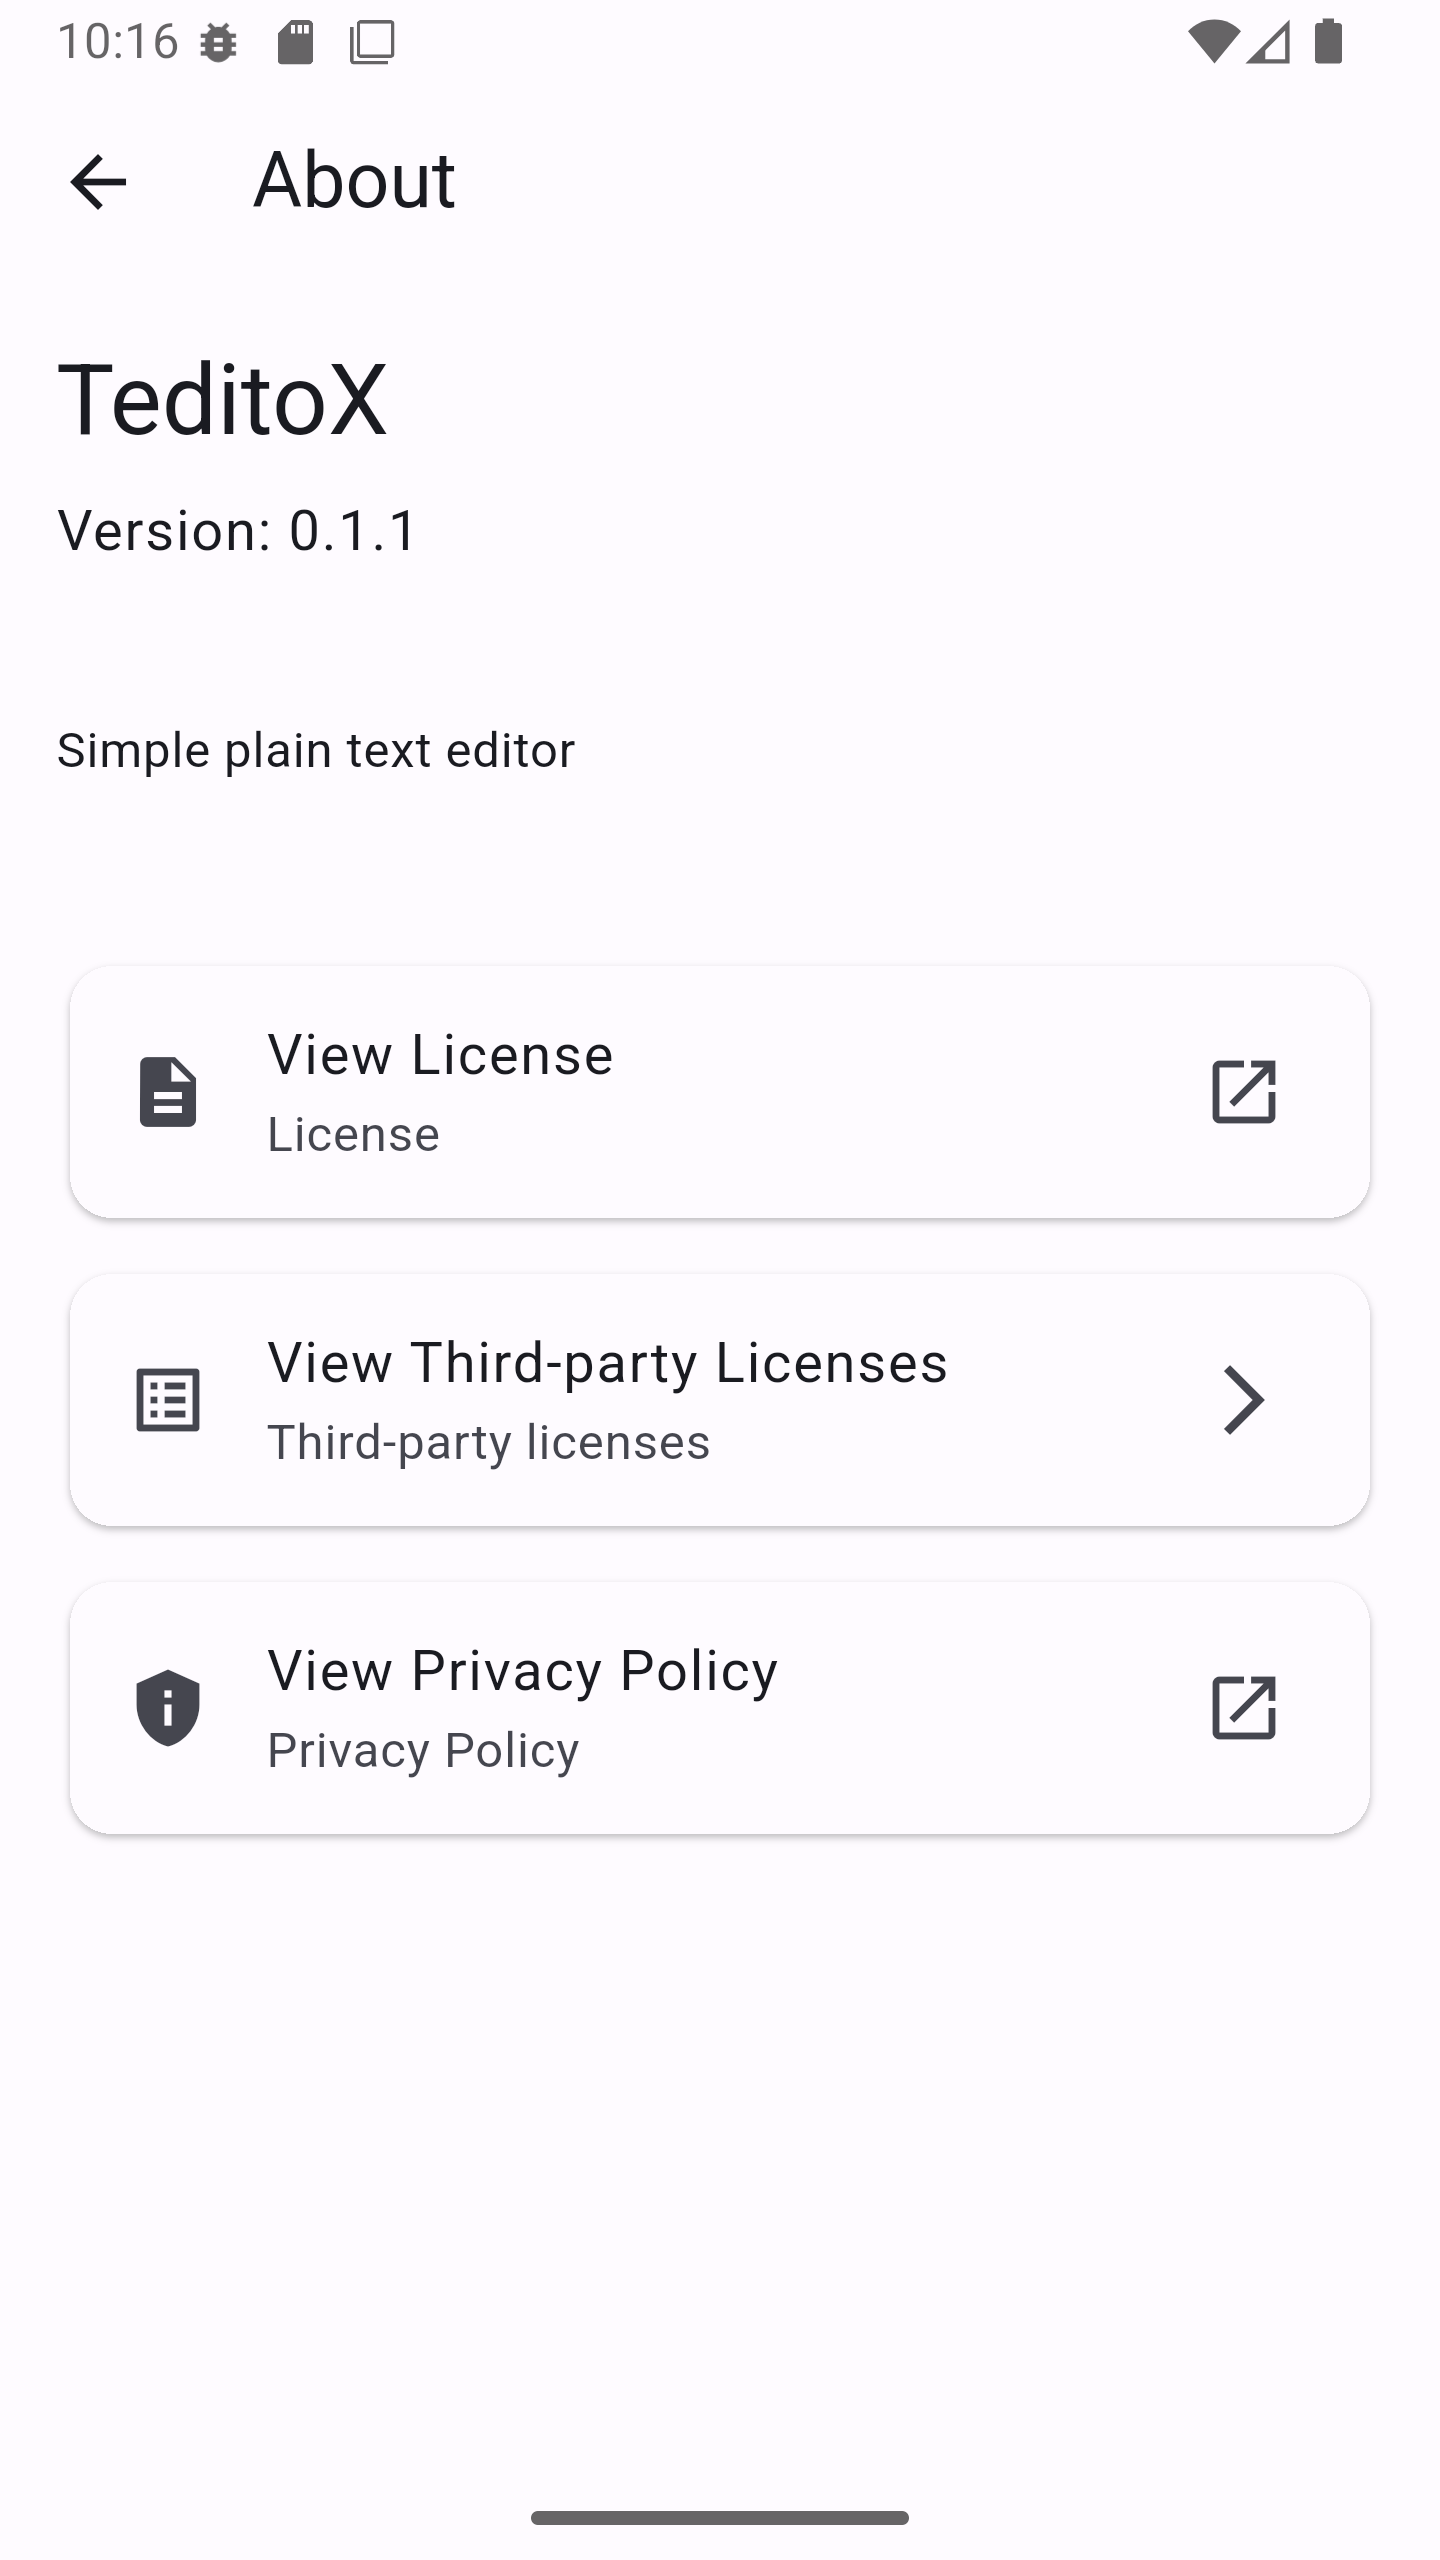 10:16
About
TeditoX
Version: 0.1.1
Simple plain text editor
View License
License
View Third-party Licenses
Third-party licenses
View Privacy Policy
Privacy Policy